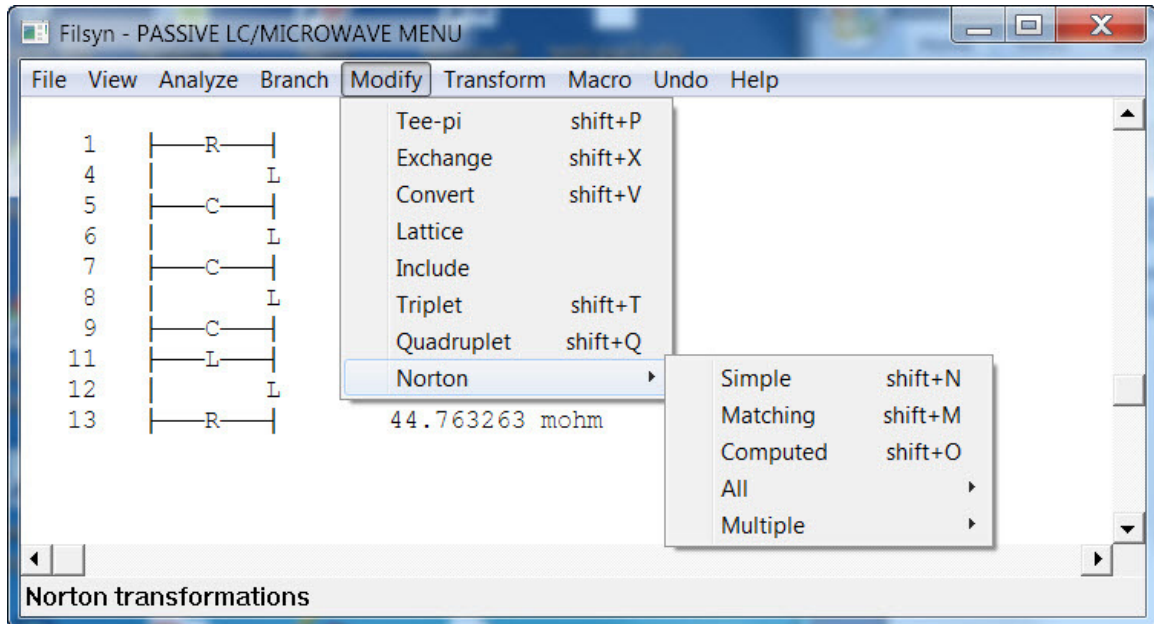 Filsyn - PASSIVE LC/MICROWAVE MENU
File View Analyze Branch Modify Transform Macro Undo Help
1 R
4 L
5 C
6 L
7 C
8 L
9 C
11 L
12 L
13 R 44.763263 mohm
Tee-pi shift+P
Exchange shift+X
Convert shift+V
Lattice
Include
Triplet shift+T
Quadruplet shift+Q
Norton
Simple shift+N
Matching shift+M
Computed shift+O
All
Multiple
Norton transformations